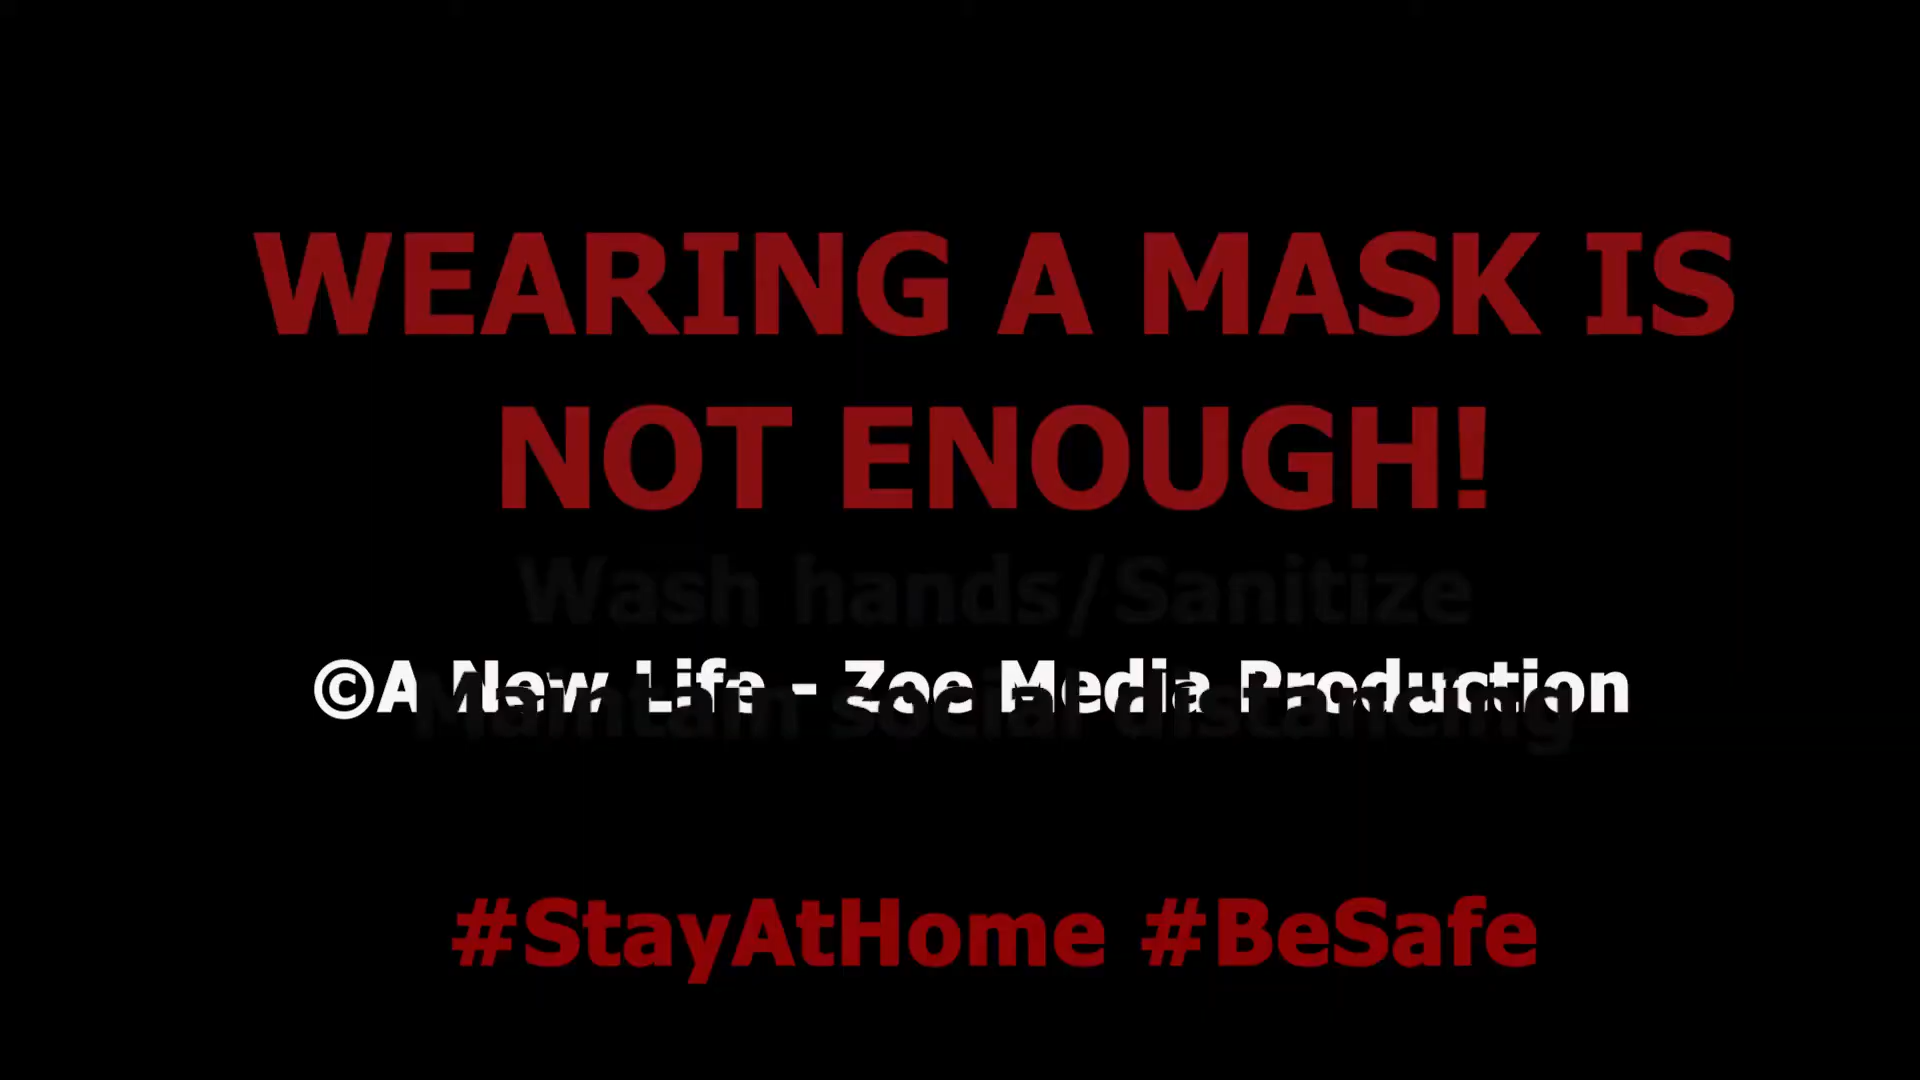 WEARING A MASK IS
NOT ENOUGH!
Wash hands/Sanitize
©A New Life - Zoe Media Production
Maintain social distancing
#StayAtHome #BeSafe